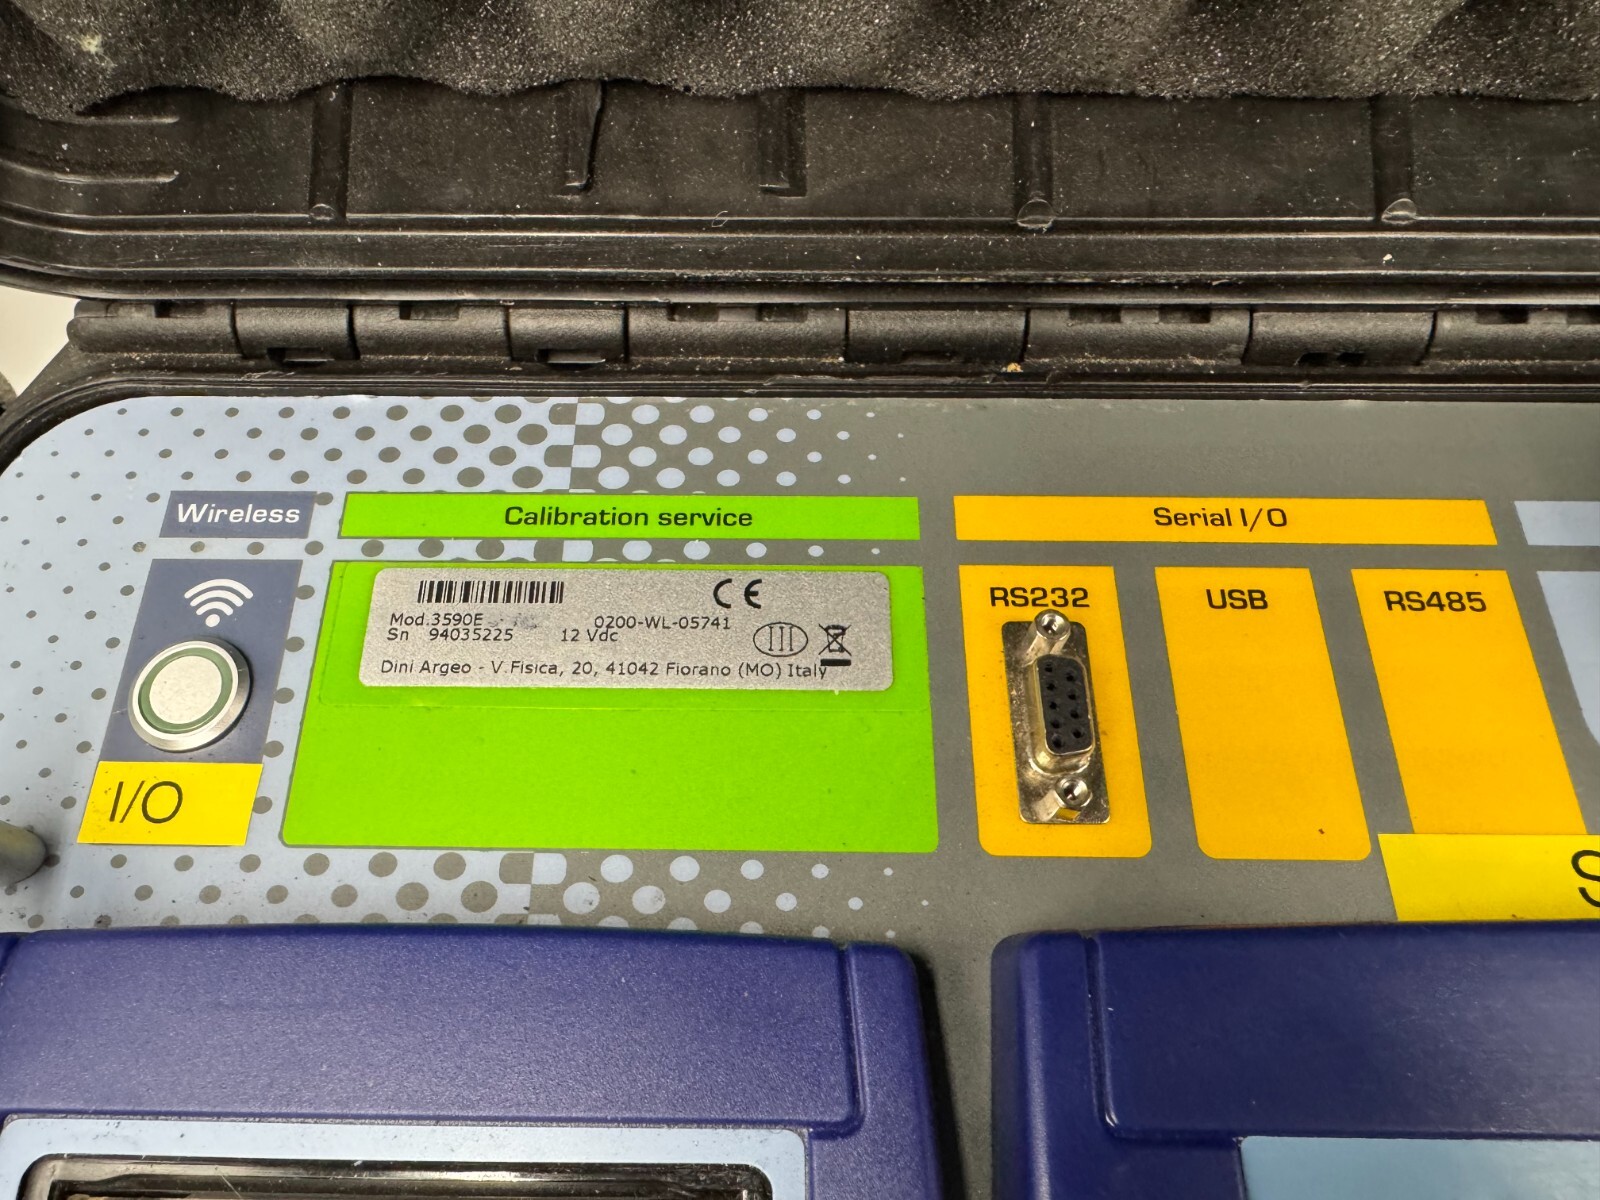 Wireless
Calibration service
Serial I/O
CE
Mod.3590E 0200-WL-05741
Sn 94035225 12 Vdc
III
Dini Argeo - V.Fisica, 20, 41042 Fiorano (MO) Italy
RS232
USB
RS485
I/O
S